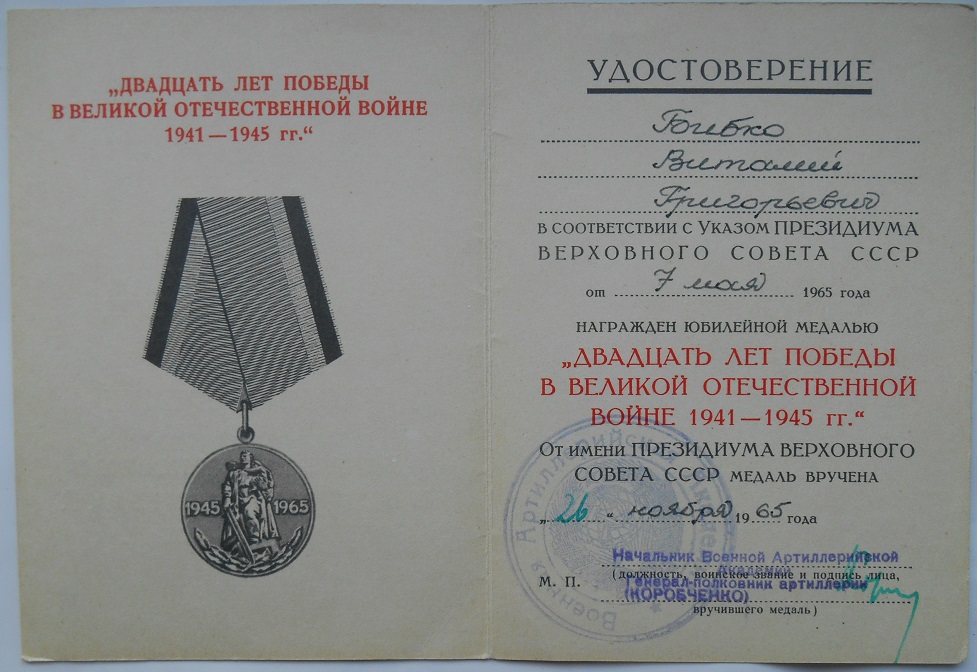 „ДВАДЦАТЬ ЛЕТ ПОБЕДЫ
В ВЕЛИКОЙ ОТЕЧЕСТВЕННОЙ ВОЙНЕ
1941 — 1945 гг.“
1945 1965
УДОСТОВЕРЕНИЕ
Гибко
Виталий
Григорьевич
В СООТВЕТСТВИИ С УКАЗОМ ПРЕЗИДИУМА
ВЕРХОВНОГО СОВЕТА СССР
от 7 мая 1965 года
НАГРАЖДЕН ЮБИЛЕЙНОЙ МЕДАЛЬЮ
„ДВАДЦАТЬ ЛЕТ ПОБЕДЫ
В ВЕЛИКОЙ ОТЕЧЕСТВЕННОЙ
ВОЙНЕ 1941 — 1945 гг.“
От имени ПРЕЗИДИУМА ВЕРХОВНОГО
СОВЕТА СССР МЕДАЛЬ ВРУЧЕНА
„26“ ноября 1965 года
Начальник Военной Артиллерийской
Академии
(должность, воинское звание и подпись лица,
Генерал-полковник артиллерии
М. П. (КОРОБЧЕНКО)
вручившего медаль)
Военная Артиллерийская